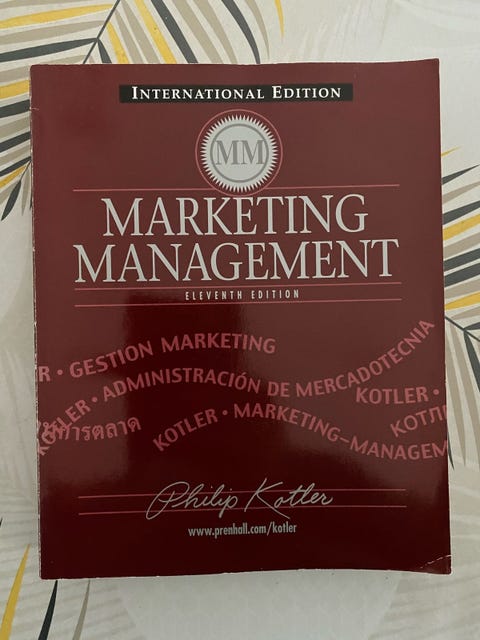 INTERNATIONAL EDITION
MM
MARKETING
MANAGEMENT
ELEVENTH EDITION
R • GESTION MARKETING
KOTLER • ADMINISTRACIÓN DE MERCADOTECNIA
KOTLER •
KOTLER • MARKETING-MANAGEM
Philip Kotler
www.prenhall.com/kotler